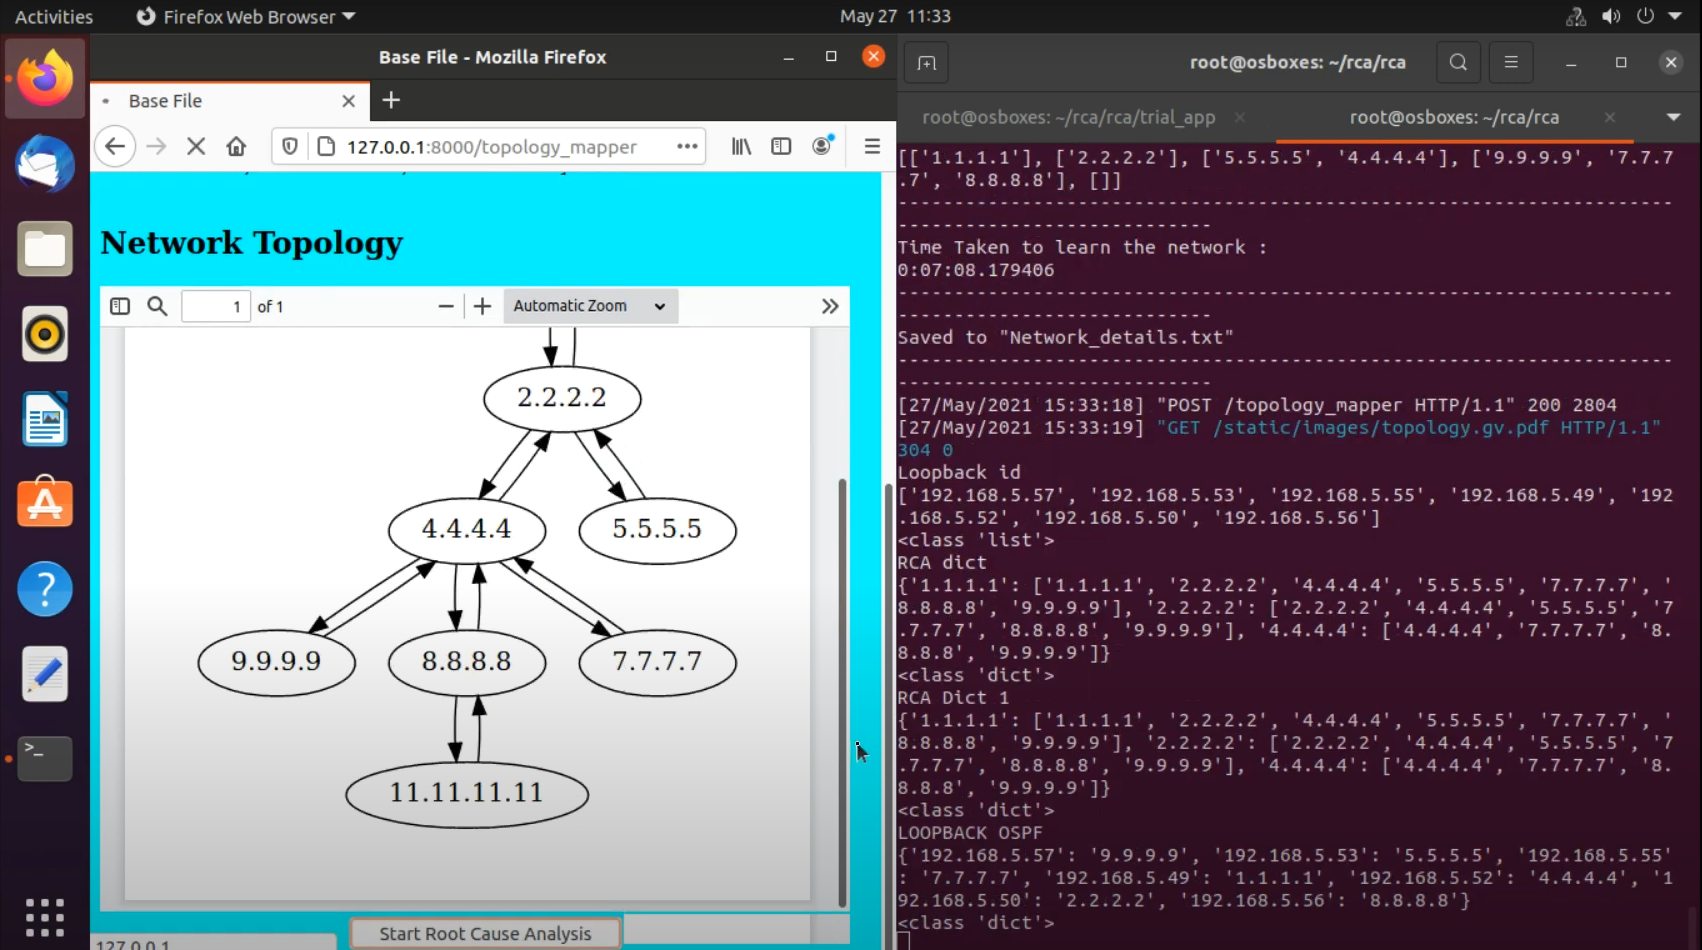 Activities
Firefox Web Browser
May 27 11:33
Base File - Mozilla Firefox
Base File
127.0.0.1:8000/topology_mapper
Network Topology
1 of 1
Automatic Zoom
2.2.2.2
4.4.4.4
5.5.5.5
9.9.9.9
8.8.8.8
7.7.7.7
11.11.11.11
Start Root Cause Analysis
127.0.0.1
root@osboxes: ~/rca/rca
root@osboxes: ~/rca/rca/trial_app
root@osboxes: ~/rca/rca
[['1.1.1.1'], ['2.2.2.2'], ['5.5.5.5', '4.4.4.4'], ['9.9.9.9', '7.7.7
.7', '8.8.8.8'], []]
---------------------------------------------------------------------
----------------------------
Time Taken to learn the network :
0:07:08.179406
---------------------------------------------------------------------
----------------------------
Saved to "Network_details.txt"
---------------------------------------------------------------------
----------------------------
[27/May/2021 15:33:18] "POST /topology_mapper HTTP/1.1" 200 2804
[27/May/2021 15:33:19] "GET /static/images/topology.gv.pdf HTTP/1.1"
304 0
Loopback id
['192.168.5.57', '192.168.5.53', '192.168.5.55', '192.168.5.49', '192
.168.5.52', '192.168.5.50', '192.168.5.56']
<class 'list'>
RCA dict
{'1.1.1.1': ['1.1.1.1', '2.2.2.2', '4.4.4.4', '5.5.5.5', '7.7.7.7', '
8.8.8.8', '9.9.9.9'], '2.2.2.2': ['2.2.2.2', '4.4.4.4', '5.5.5.5', '7
.7.7.7', '8.8.8.8', '9.9.9.9'], '4.4.4.4': ['4.4.4.4', '7.7.7.7', '8.
8.8.8', '9.9.9.9']}
<class 'dict'>
RCA Dict 1
{'1.1.1.1': ['1.1.1.1', '2.2.2.2', '4.4.4.4', '5.5.5.5', '7.7.7.7', '
8.8.8.8', '9.9.9.9'], '2.2.2.2': ['2.2.2.2', '4.4.4.4', '5.5.5.5', '7
.7.7.7', '8.8.8.8', '9.9.9.9'], '4.4.4.4': ['4.4.4.4', '7.7.7.7', '8.
8.8.8', '9.9.9.9']}
<class 'dict'>
LOOPBACK OSPF
{'192.168.5.57': '9.9.9.9', '192.168.5.53': '5.5.5.5', '192.168.5.55'
: '7.7.7.7', '192.168.5.49': '1.1.1.1', '192.168.5.52': '4.4.4.4', '1
92.168.5.50': '2.2.2.2', '192.168.5.56': '8.8.8.8'}
<class 'dict'>